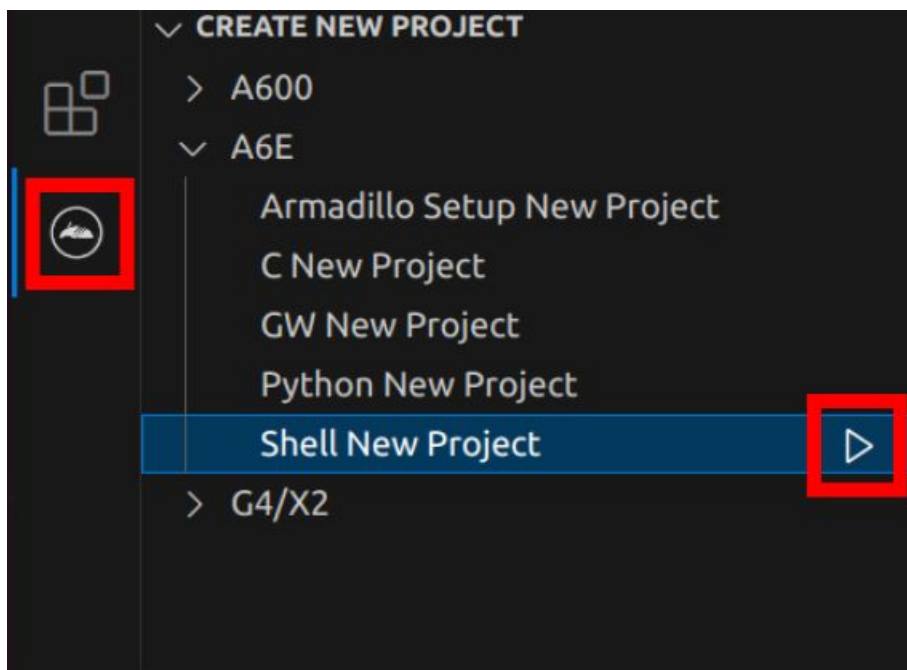 CREATE NEW PROJECT
A600
A6E
Armadillo Setup New Project
C New Project
GW New Project
Python New Project
Shell New Project
G4/X2